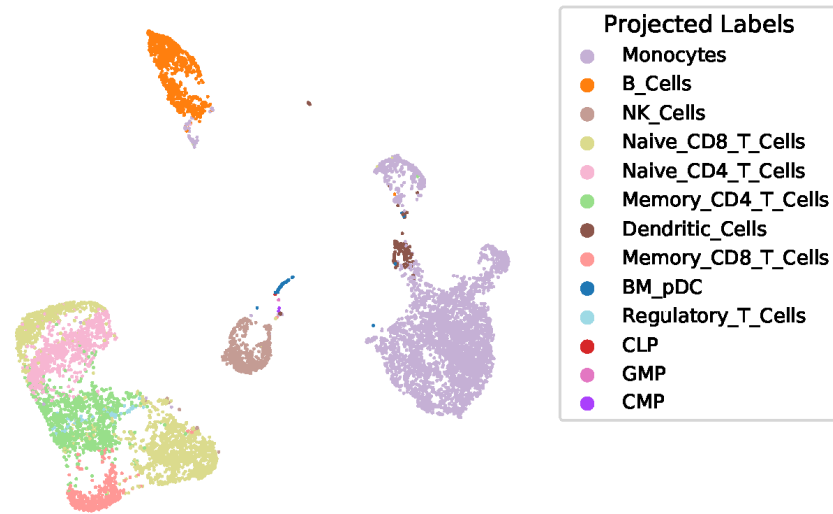 Projected Labels
Monocytes
B_Cells
NK_Cells
Naive_CD8_T_Cells
Naive_CD4_T_Cells
Memory_CD4_T_Cells
Dendritic_Cells
Memory_CD8_T_Cells
BM_pDC
Regulatory_T_Cells
CLP
GMP
CMP